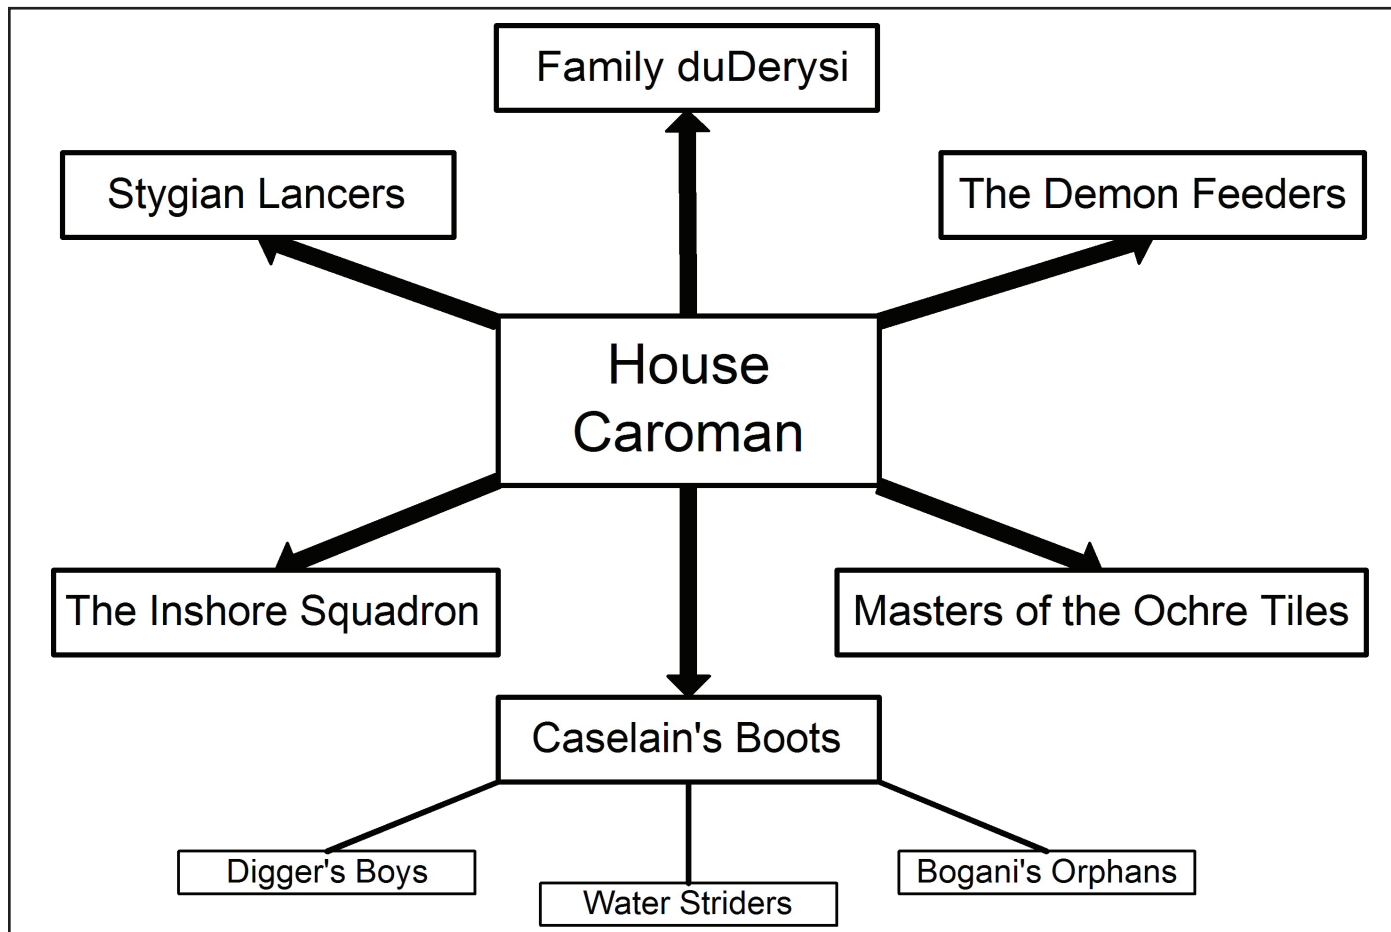 Family duDerysi
Stygian Lancers
The Demon Feeders
House
Caroman
The Inshore Squadron
Masters of the Ochre Tiles
Caselain's Boots
Digger's Boys
Water Striders
Bogani's Orphans